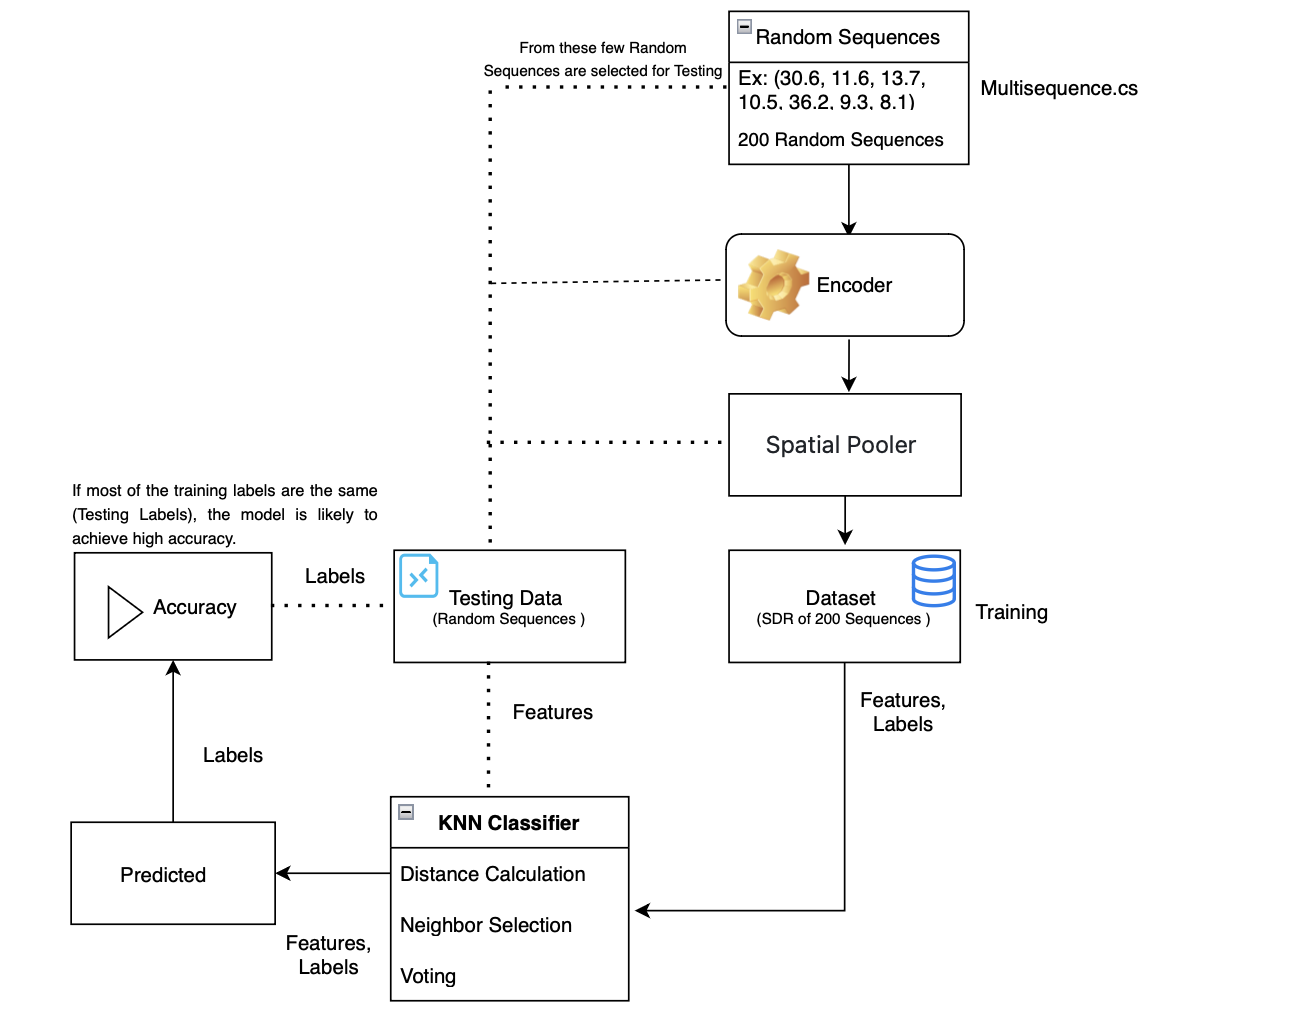 From these few Random
Sequences are selected for Testing
Random Sequences
Ex: (30.6, 11.6, 13.7,
10.5, 36.2, 9.3, 8.1)
200 Random Sequences
Multisequence.cs
Encoder
Spatial Pooler
If most of the training labels are the same
(Testing Labels), the model is likely to
achieve high accuracy.
Accuracy
Labels
Testing Data
(Random Sequences )
Dataset
(SDR of 200 Sequences )
Training
Features
Features,
Labels
Labels
KNN Classifier
Distance Calculation
Neighbor Selection
Voting
Predicted
Features,
Labels